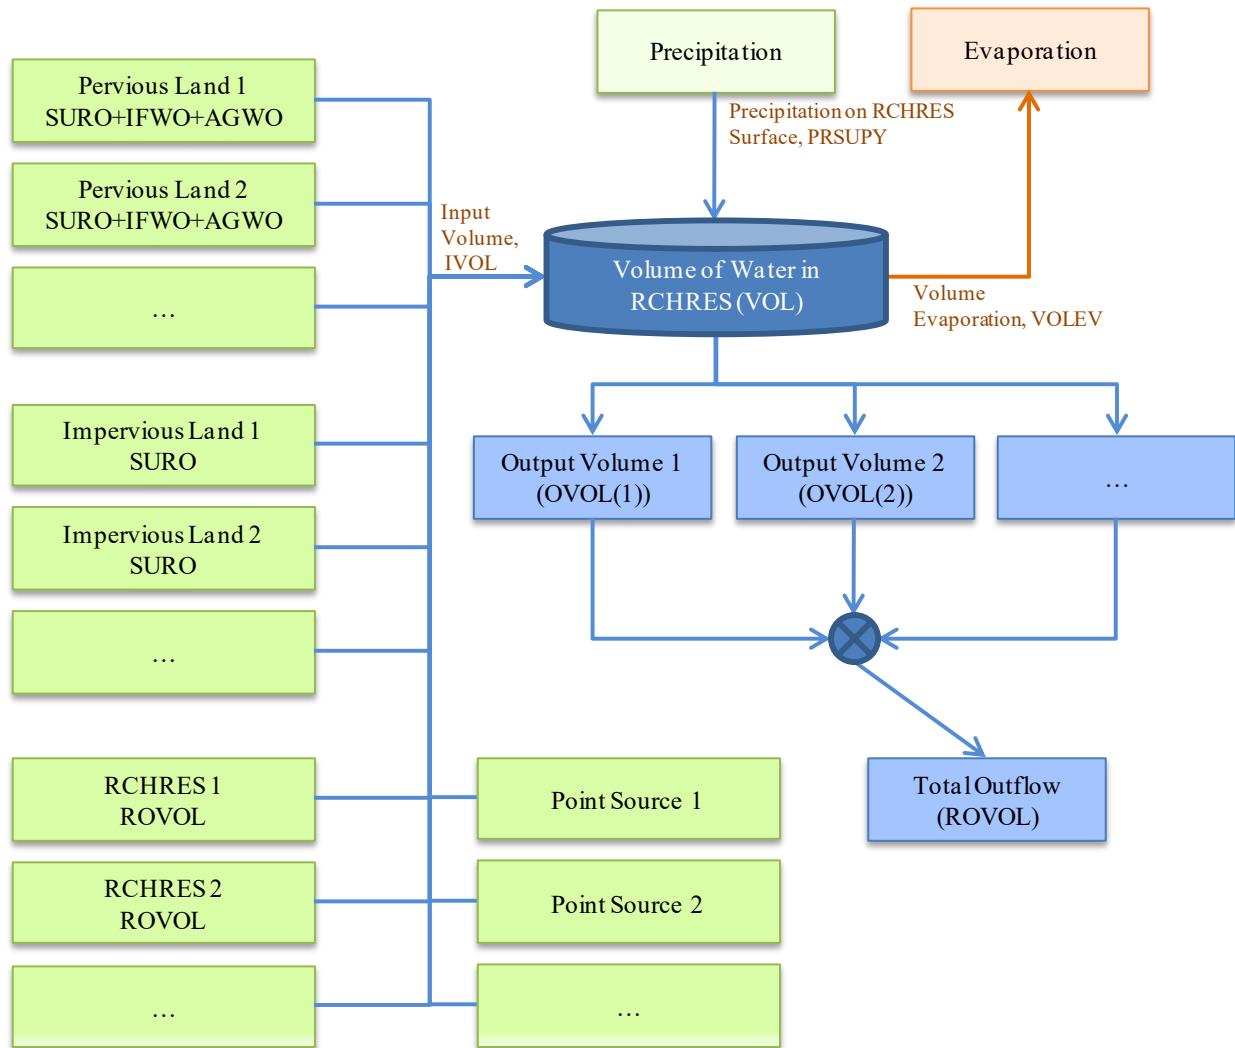 Precipitation
Evaporation
Pervious Land 1
SURO+IFWO+AGWO
Precipitation on RCHRES
Surface, PRSUPY
Pervious Land 2
SURO+IFWO+AGWO
Input
Volume,
IVOL
Volume of Water in
RCHRES (VOL)
Volume
Evaporation, VOLEV
…
Impervious Land 1
SURO
Output Volume 1
(OVOL(1))
Output Volume 2
(OVOL(2))
…
Impervious Land 2
SURO
…
RCHRES 1
ROVOL
Point Source 1
Total Outflow
(ROVOL)
RCHRES 2
ROVOL
Point Source 2
…
…